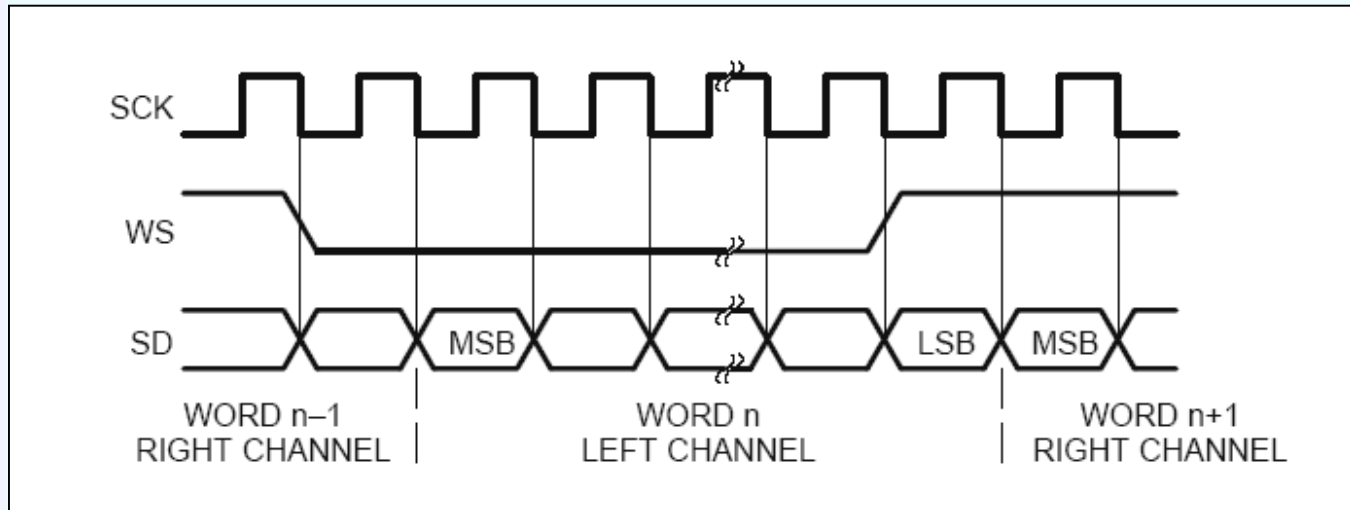 SCK
WS
SD
MSB
LSB
MSB
WORD n–1
RIGHT CHANNEL
WORD n
LEFT CHANNEL
WORD n+1
RIGHT CHANNEL